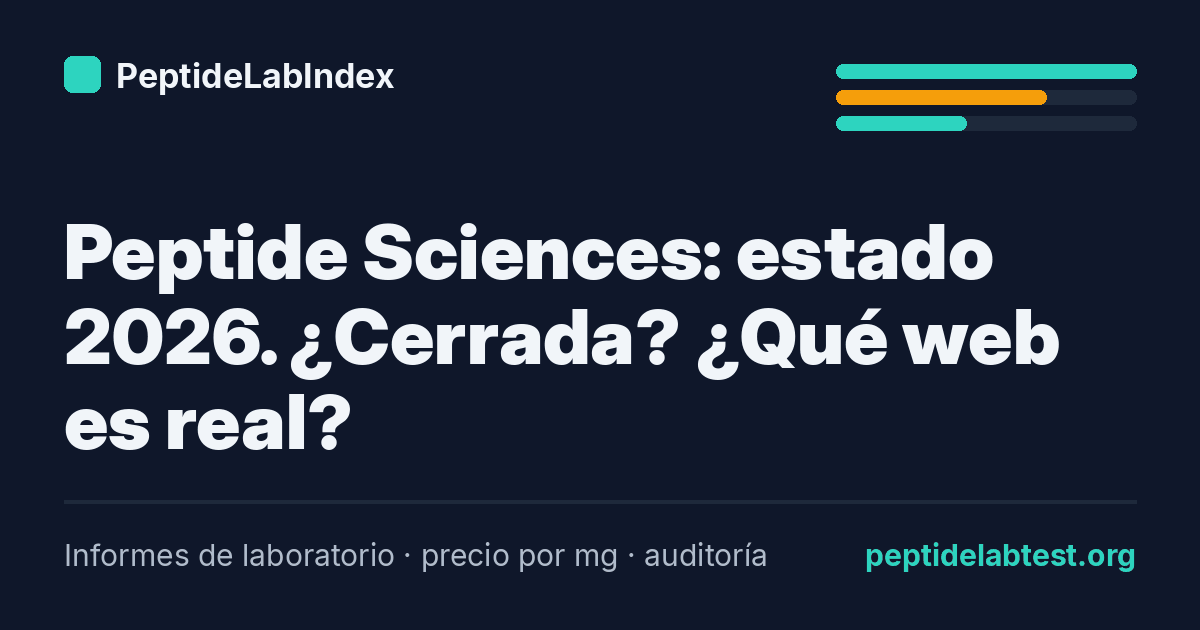 PeptideLabIndex
Peptide Sciences: estado
2026. ¿Cerrada? ¿Qué web
es real?
Informes de laboratorio · precio por mg · auditoría
peptidelabtest.org